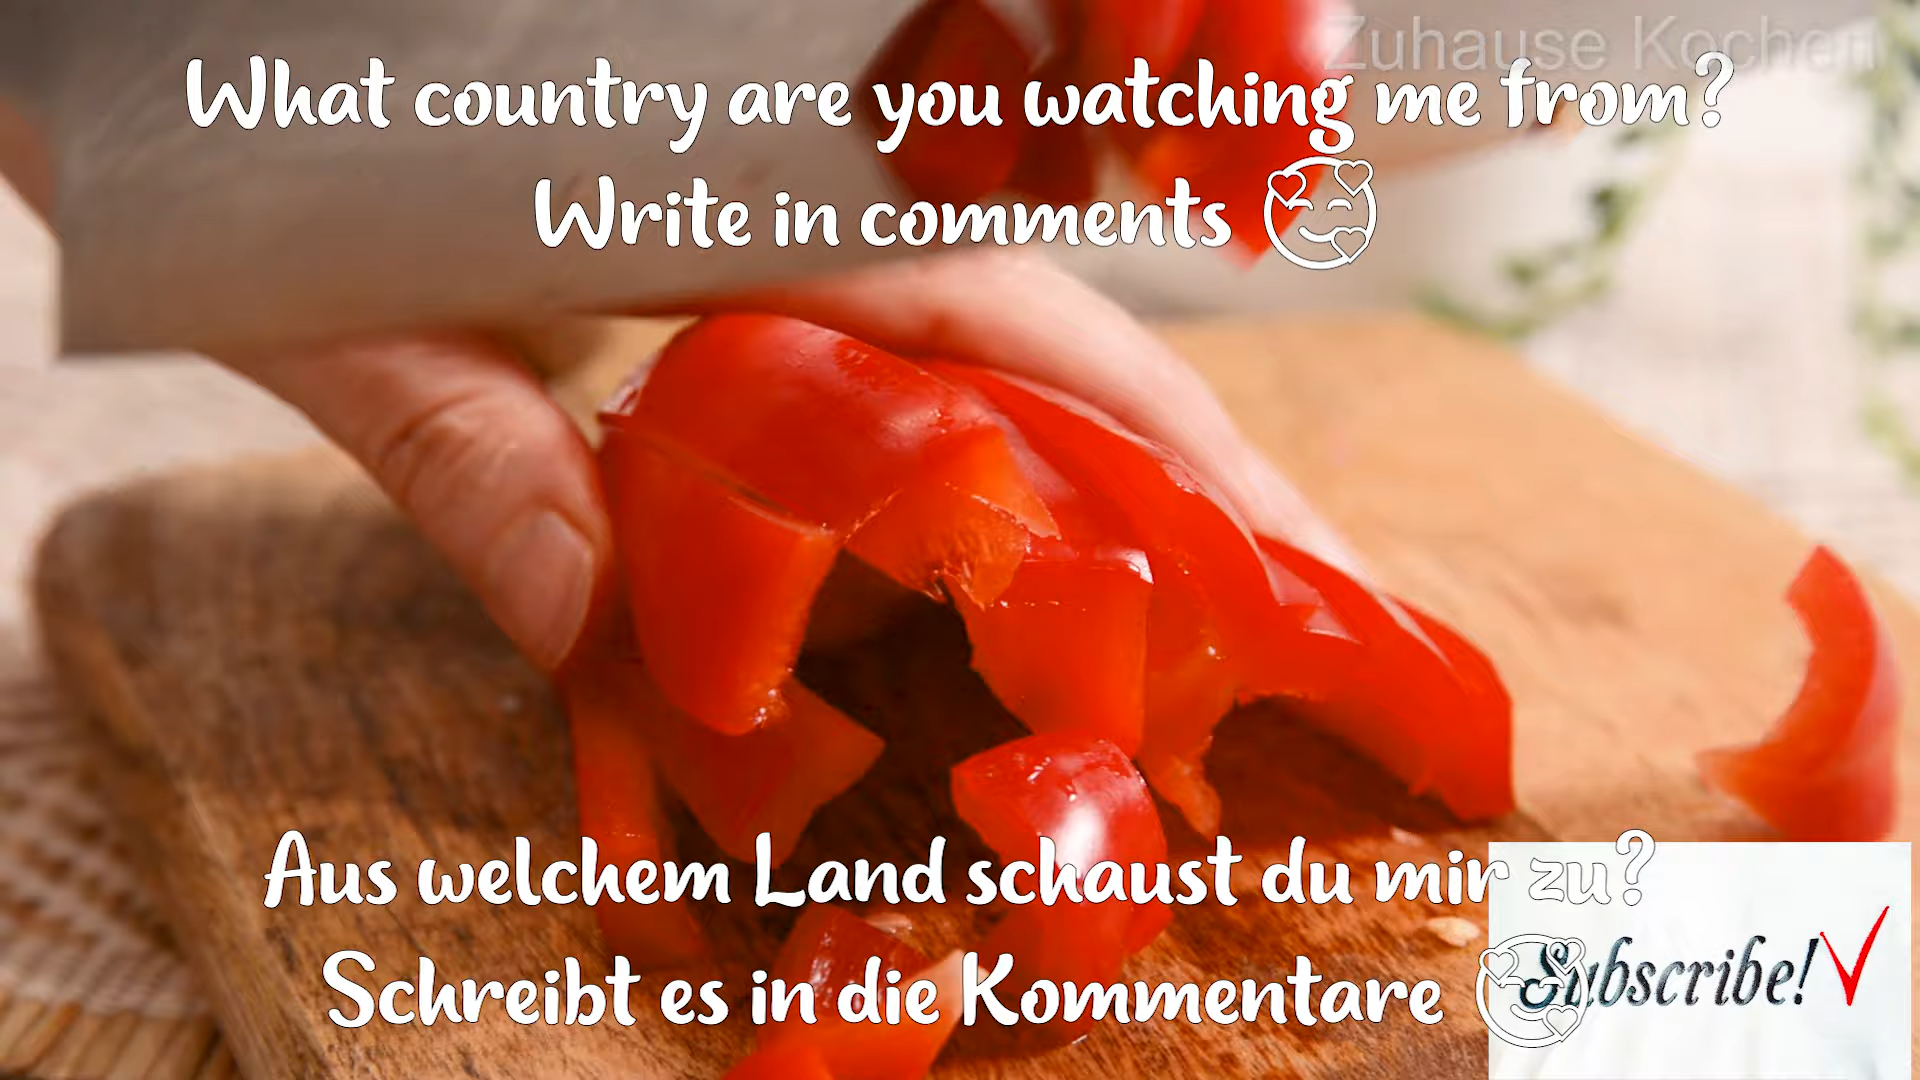 Zuhause Kochen
What country are you watching me from?
Write in comments 🥰
Aus welchem Land schaust du mir zu?
Schreibt es in die Kommentare 🥰
Subscribe!